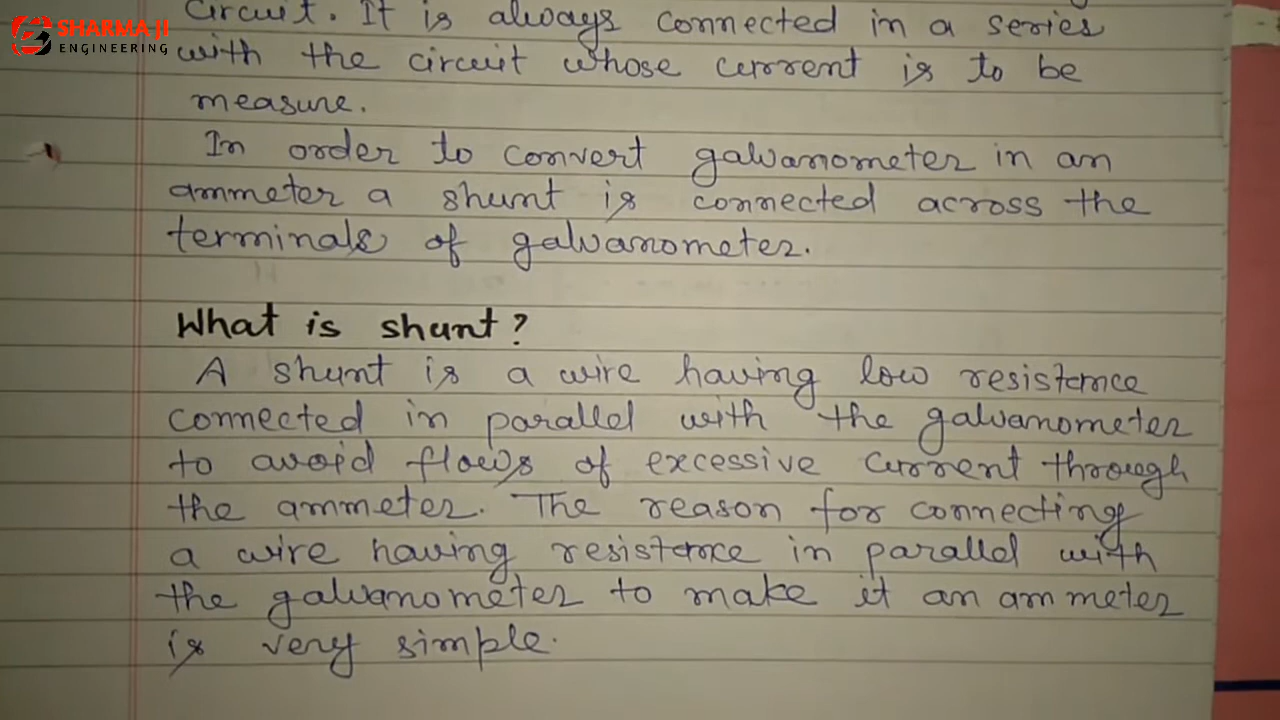 SHARMA JI
ENGINEERING
circuit. It is always connected in a series
with the circuit whose current is to be
measure.
In order to convert galvanometer in an
ammeter a shunt is connected across the
terminals of galvanometer.
What is shunt?
A shunt is a wire having low resistence
connected in parallel with the galvanometer
to avoid flows of excessive current through
the ammeter. The reason for connecting
a wire having resistence in parallel with
the galvanometer to make it an ammeter
is very simple.